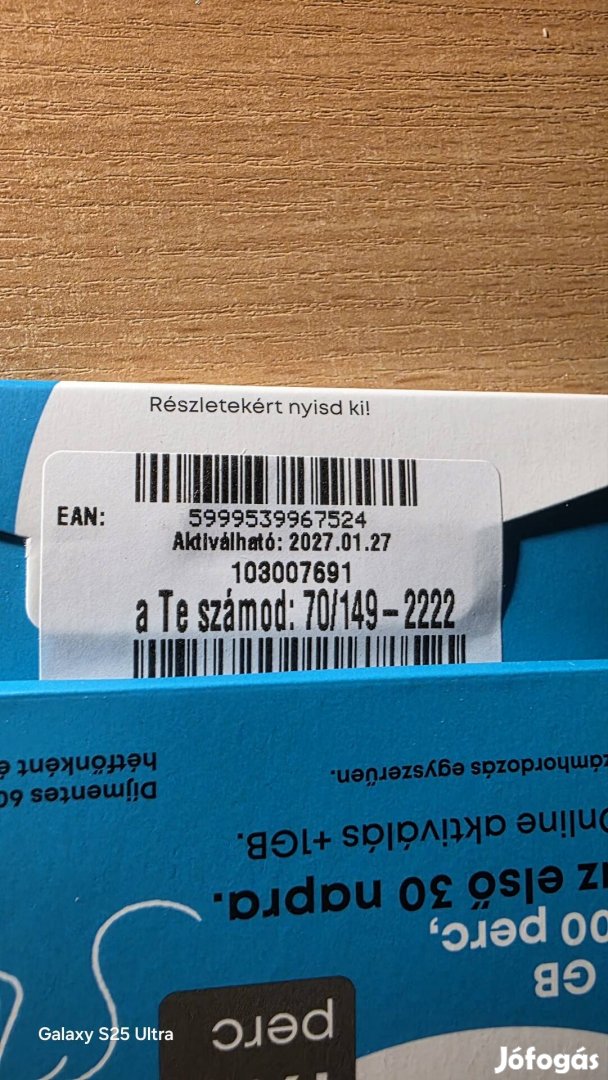 Részletekért nyisd ki!
EAN:
5999539967524
Aktiválható: 2027.01.27
103007691
a Te számod: 70/149-2222
Díjmentes
hétfőnként
számhordozás egyszerűen.
Online aktiválás +1GB.
az első 30 napra.
perc,
GB
perc
Galaxy S25 Ultra
Jófogás